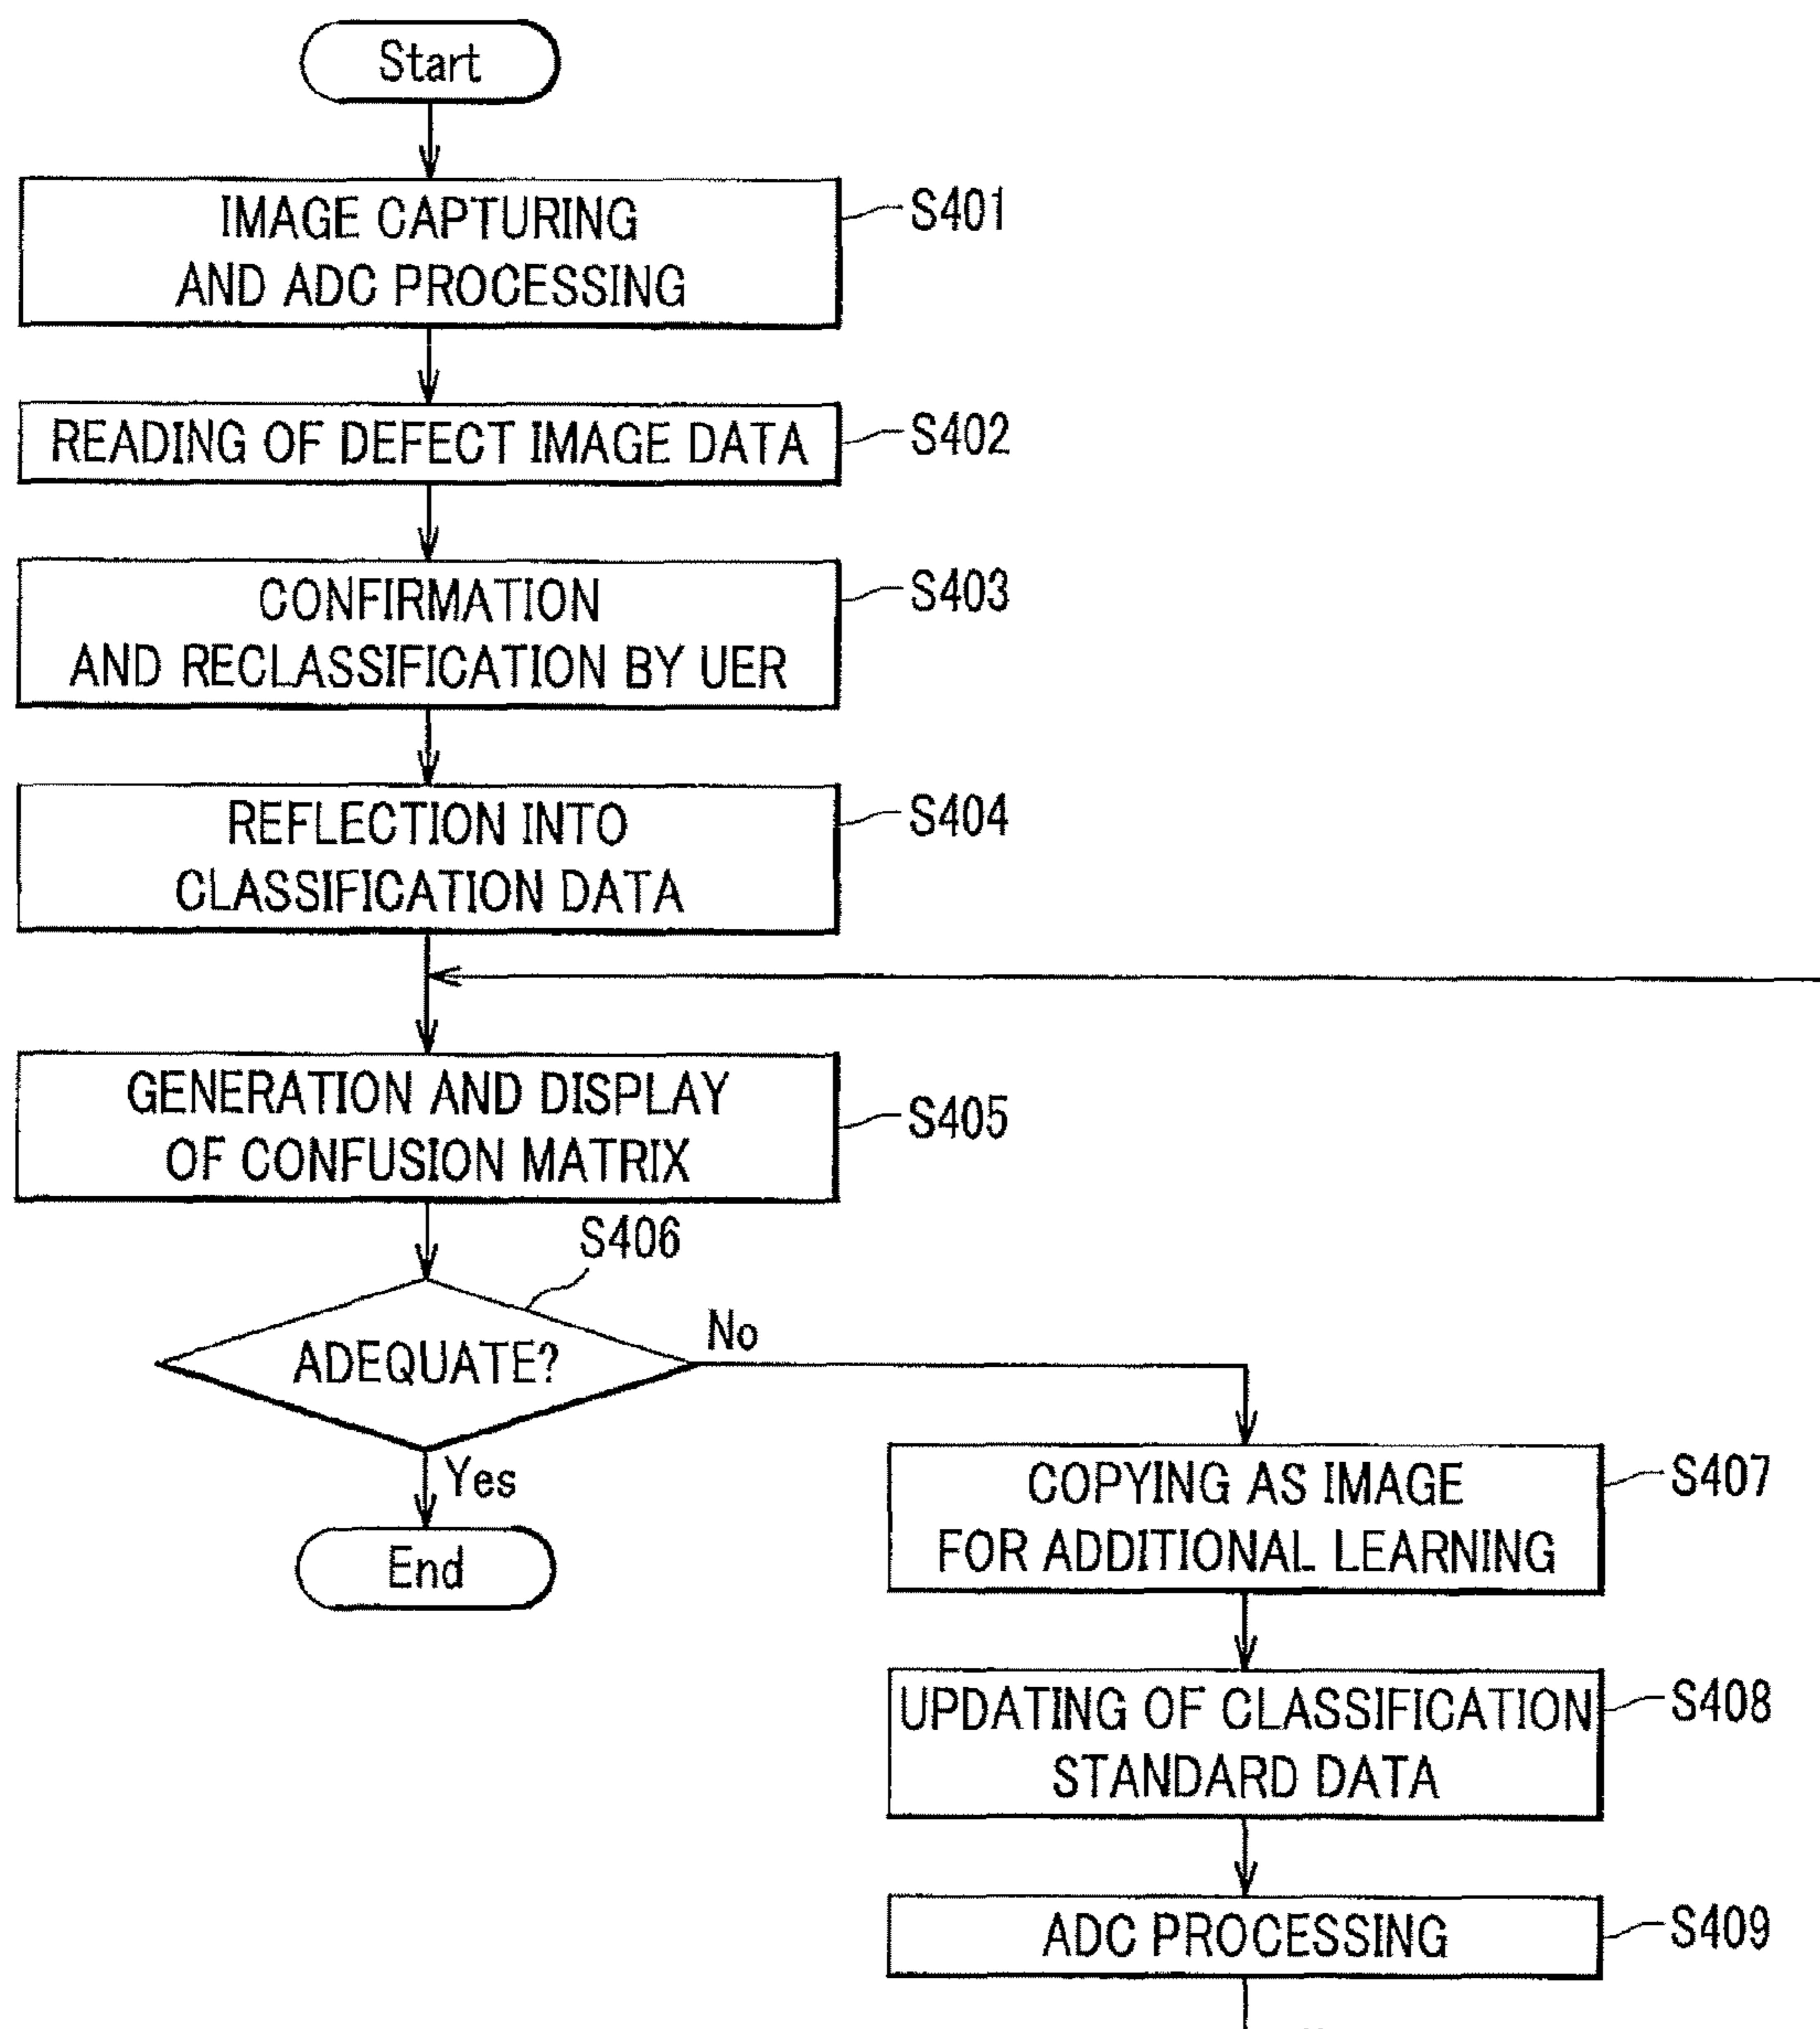 Start
IMAGE CAPTURING
AND ADC PROCESSING
S401
READING OF DEFECT IMAGE DATA
S402
CONFIRMATION
AND RECLASSIFICATION BY UER
S403
REFLECTION INTO
CLASSIFICATION DATA
S404
GENERATION AND DISPLAY
OF CONFUSION MATRIX
S405
S406
ADEQUATE?
No
Yes
End
COPYING AS IMAGE
FOR ADDITIONAL LEARNING
S407
UPDATING OF CLASSIFICATION
STANDARD DATA
S408
ADC PROCESSING
S409